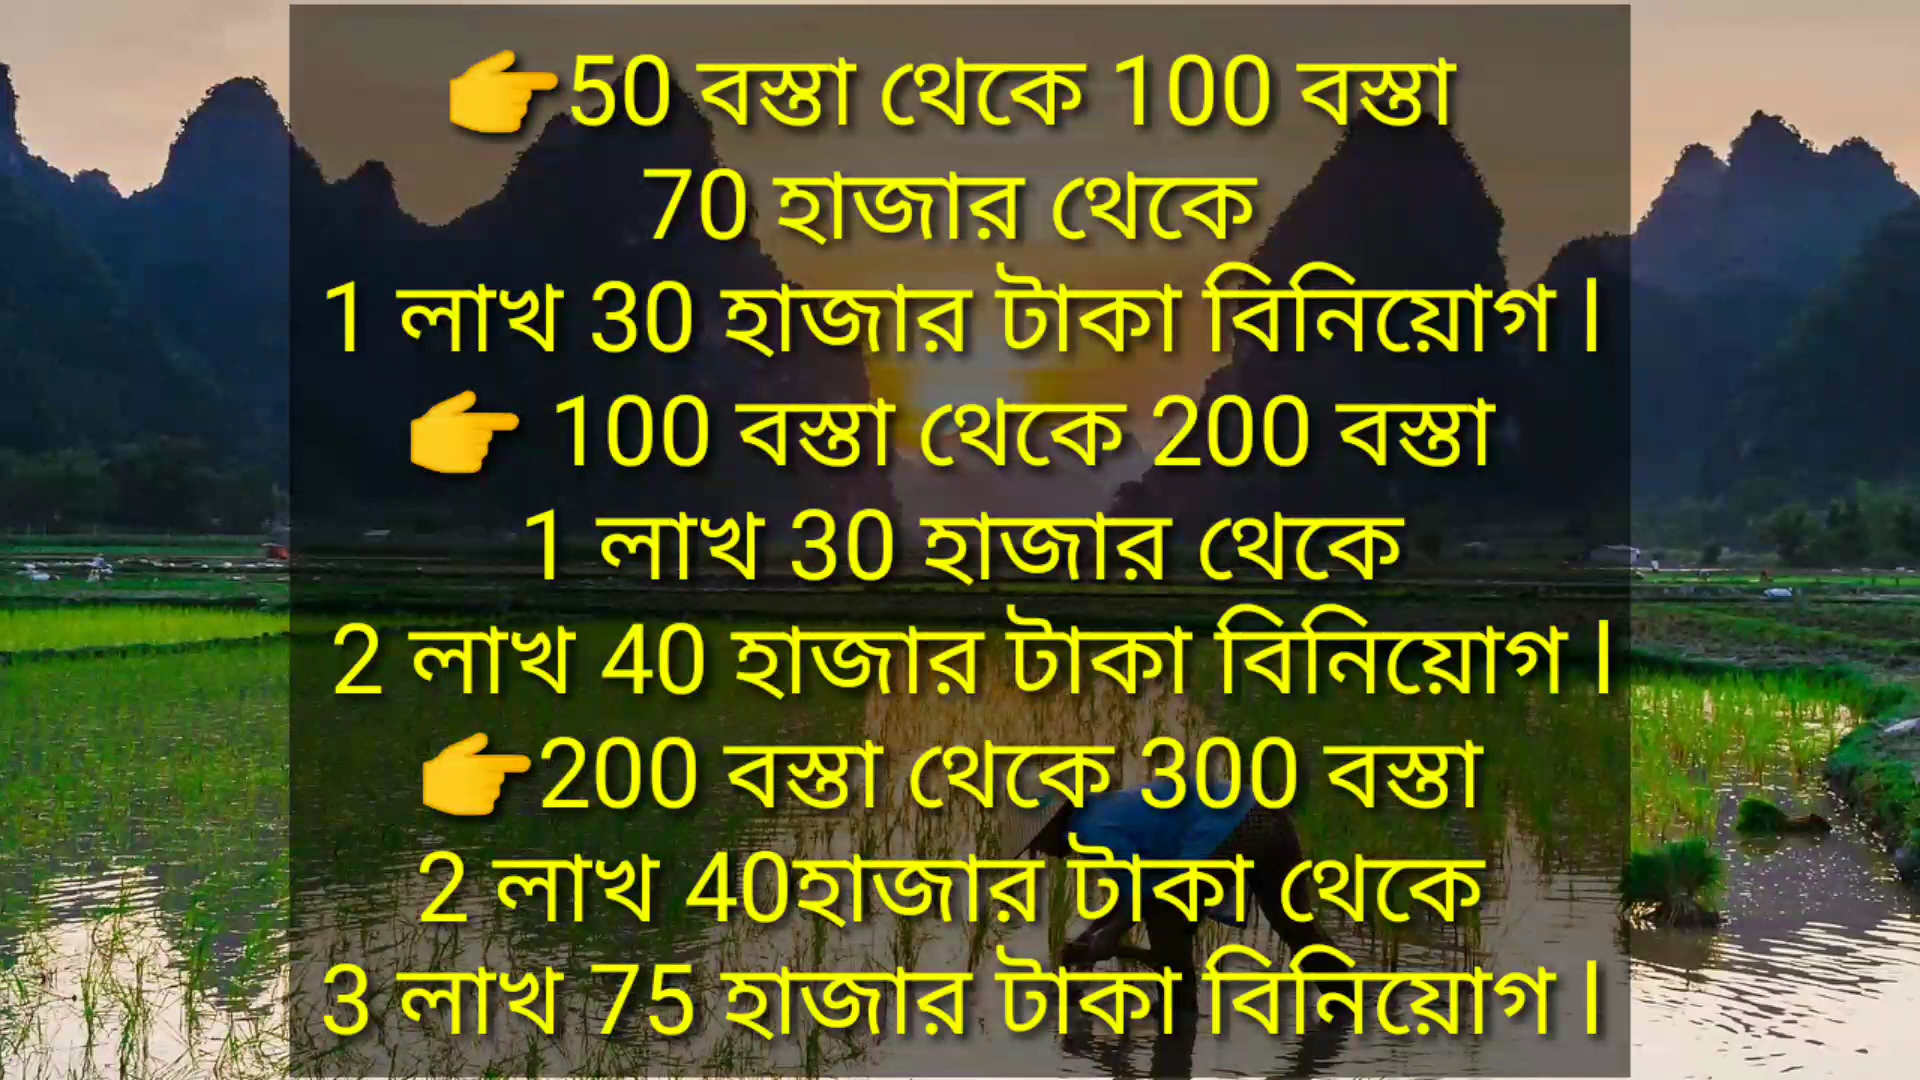 👉50 বস্তা থেকে 100 বস্তা
70 হাজার থেকে
1 লাখ 30 হাজার টাকা বিনিয়োগ l
👉 100 বস্তা থেকে 200 বস্তা
1 লাখ 30 হাজার থেকে
2 লাখ 40 হাজার টাকা বিনিয়োগ l
👉200 বস্তা থেকে 300 বস্তা
2 লাখ 40হাজার টাকা থেকে
3 লাখ 75 হাজার টাকা বিনিয়োগ l